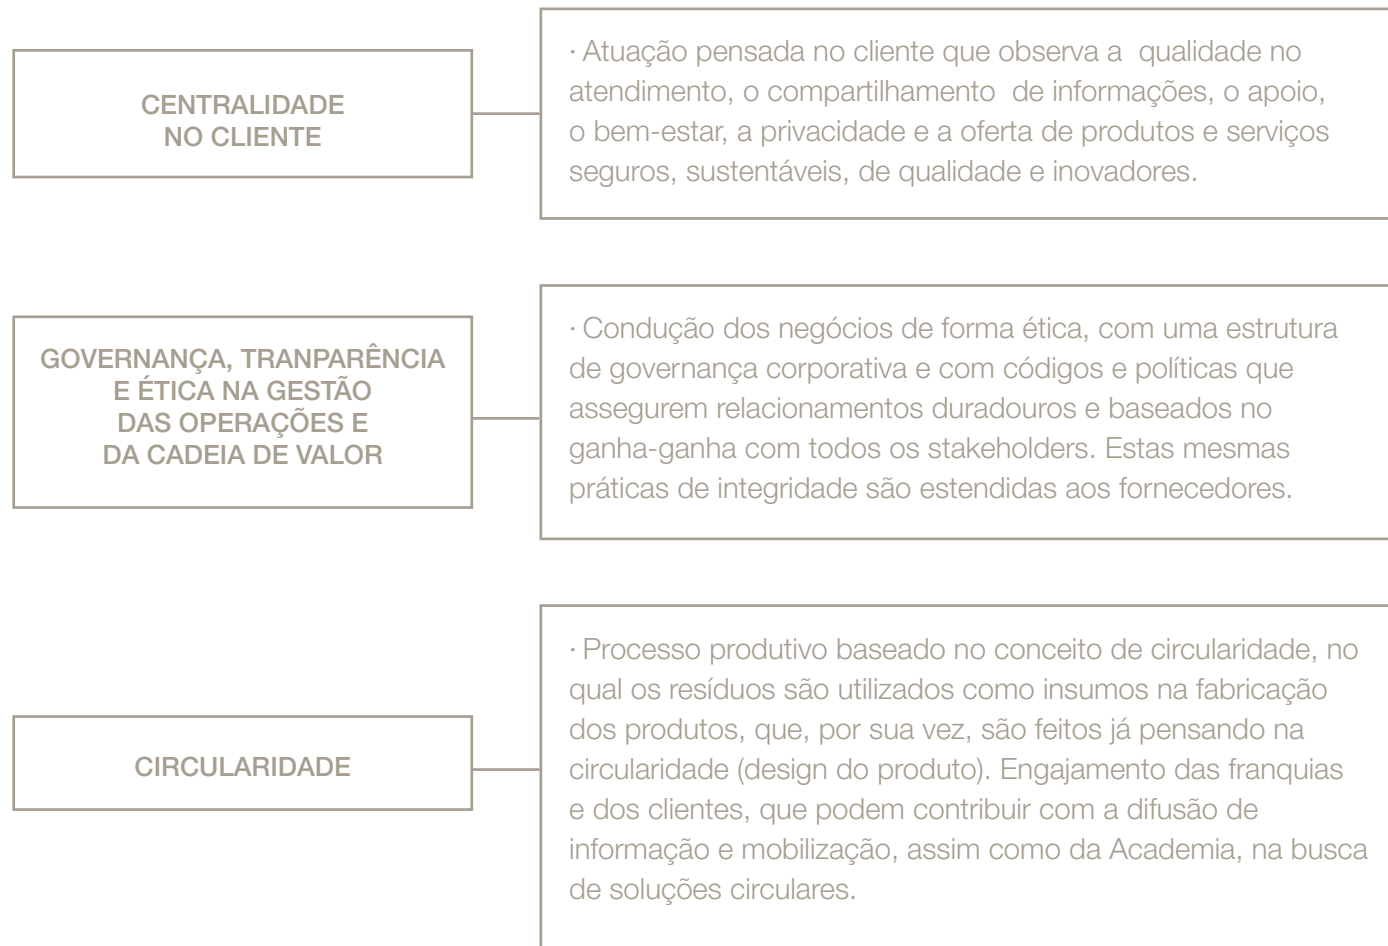 CENTRALIDADE
NO CLIENTE
· Atuação pensada no cliente que observa a qualidade no
atendimento, o compartilhamento de informações, o apoio,
o bem-estar, a privacidade e a oferta de produtos e serviços
seguros, sustentáveis, de qualidade e inovadores.
GOVERNANÇA, TRANPARÊNCIA
E ÉTICA NA GESTÃO
DAS OPERAÇÕES E
DA CADEIA DE VALOR
· Condução dos negócios de forma ética, com uma estrutura
de governança corporativa e com códigos e políticas que
assegurem relacionamentos duradouros e baseados no
ganha-ganha com todos os stakeholders. Estas mesmas
práticas de integridade são estendidas aos fornecedores.
CIRCULARIDADE
· Processo produtivo baseado no conceito de circularidade, no
qual os resíduos são utilizados como insumos na fabricação
dos produtos, que, por sua vez, são feitos já pensando na
circularidade (design do produto). Engajamento das franquias
e dos clientes, que podem contribuir com a difusão de
informação e mobilização, assim como da Academia, na busca
de soluções circulares.